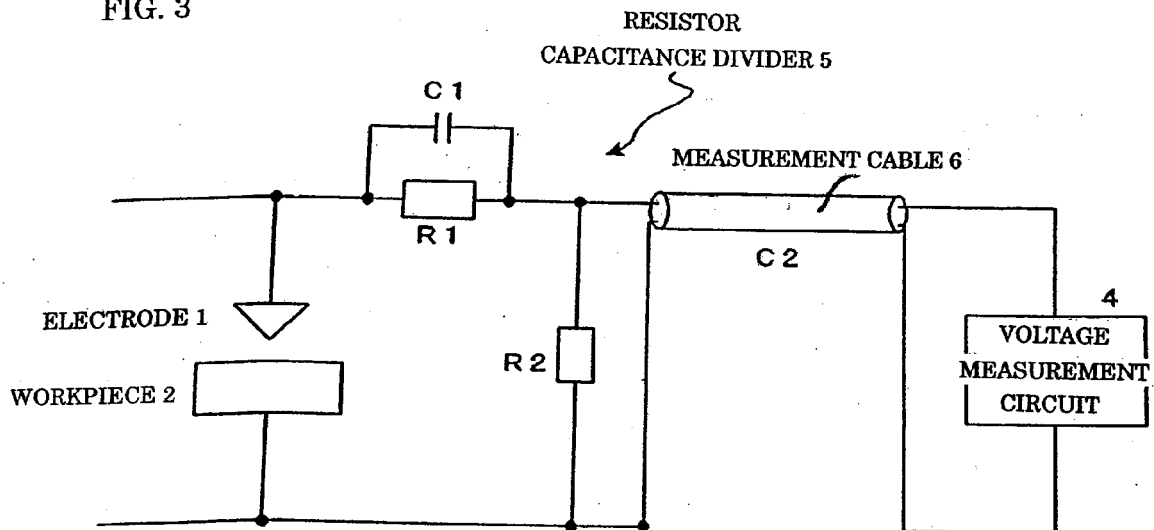 FIG. 3
RESISTOR
CAPACITANCE DIVIDER 5
C 1
MEASUREMENT CABLE 6
R 1
C 2
ELECTRODE 1
4
R 2
VOLTAGE
MEASUREMENT
CIRCUIT
WORKPIECE 2